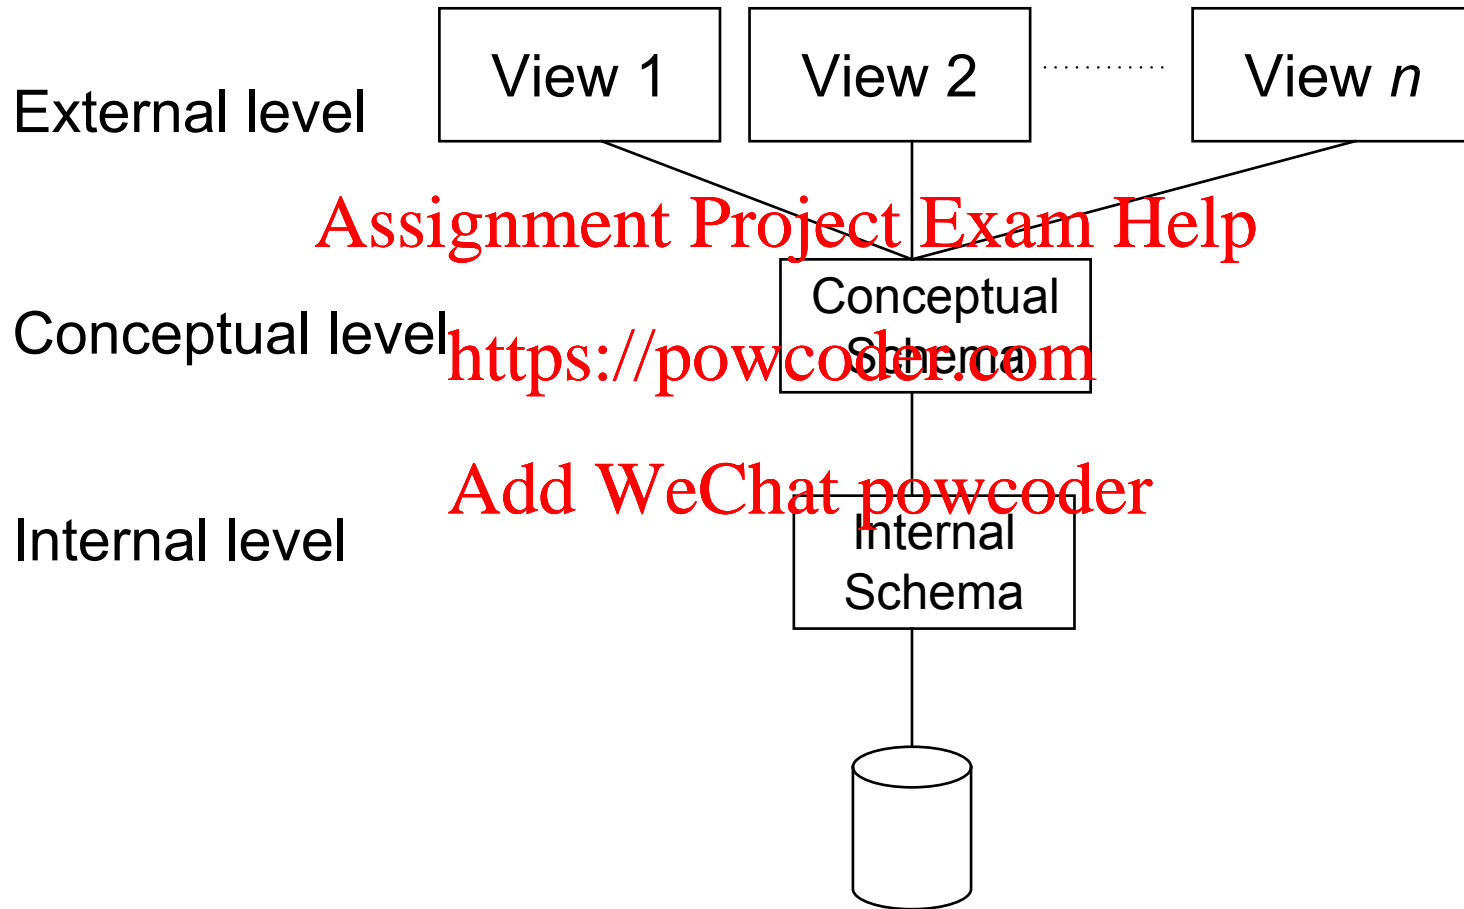 View 1
View 2
............
View n
External level
Assignment Project Exam Help
Conceptual
Schema
Conceptual level
https://powcoder.com
Add WeChat powcoder
Internal
Schema
Internal level